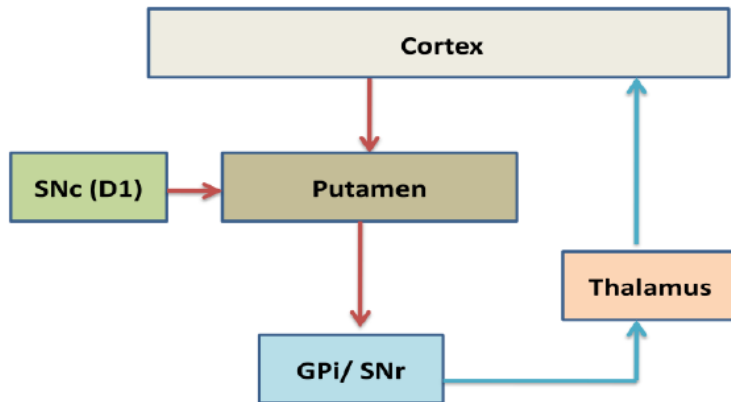 Cortex
SNc (D1)
Putamen
Thalamus
GPi/ SNr